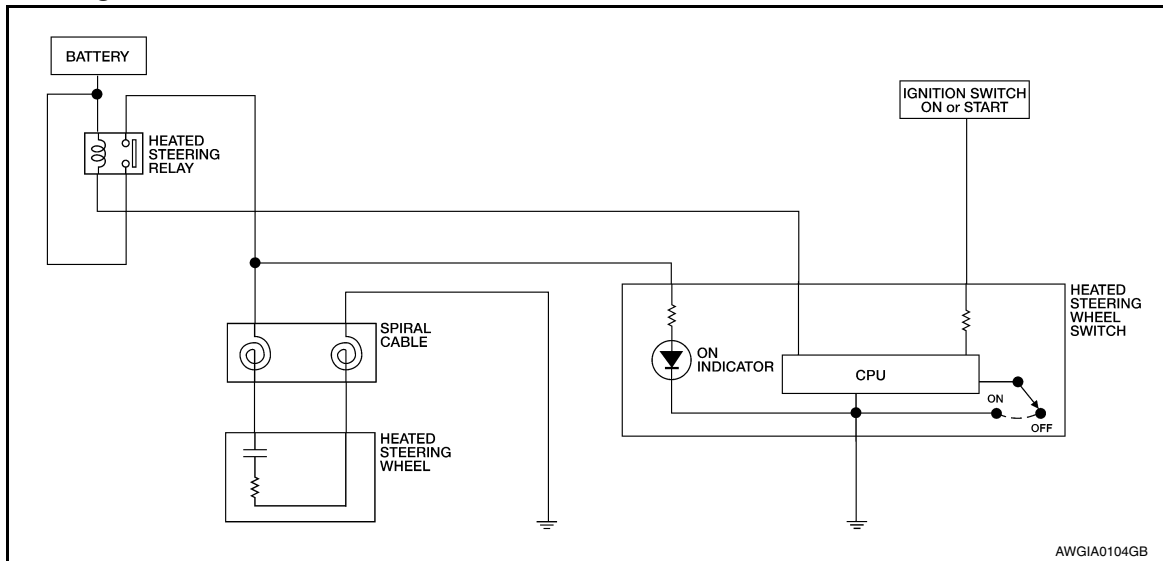 BATTERY
IGNITION SWITCH
ON or START
HEATED
STEERING
RELAY
HEATED
STEERING
WHEEL
SWITCH
SPIRAL
CABLE
ON
INDICATOR
CPU
ON
OFF
HEATED
STEERING
WHEEL
AWGIA0104GB